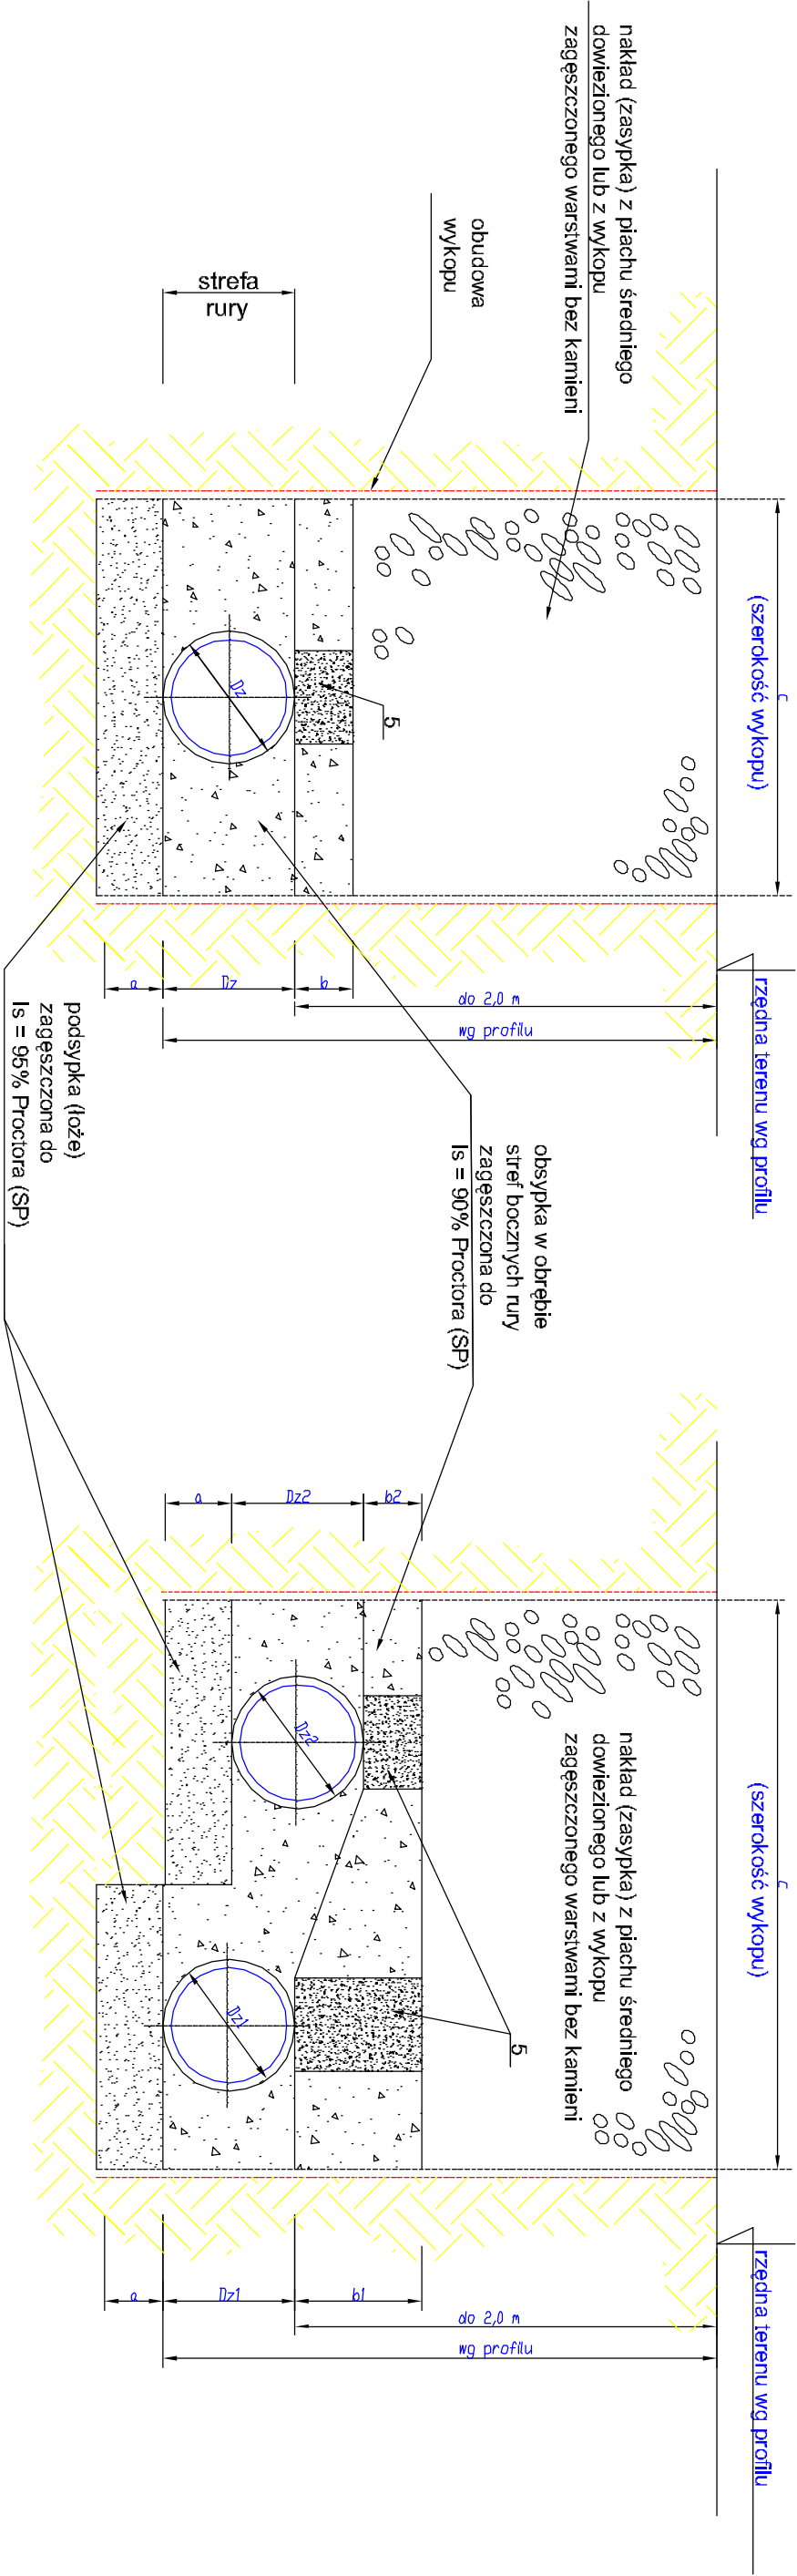 nakład (zasypka) z piachu średniego
dowiezionego lub z wykopu
zagęszczonego warstwami bez kamieni
obudowa
wykopu
strefa
rury
c
(szerokość wykopu)
rzędna terenu wg profilu
Dz
5
a
Dz
b
do 2,0 m
wg profilu
obsypka w obrębie
stref bocznych rury
zagęszczona do
Is = 90% Proctora (SP)
podsypka (łoże)
zagęszczona do
Is = 95% Proctora (SP)
a
Dz2
b2
c
(szerokość wykopu)
nakład (zasypka) z piachu średniego
dowiezionego lub z wykopu
zagęszczonego warstwami bez kamieni
Dz2
Dz1
5
rzędna terenu wg profilu
a
Dz1
b1
do 2,0 m
wg profilu